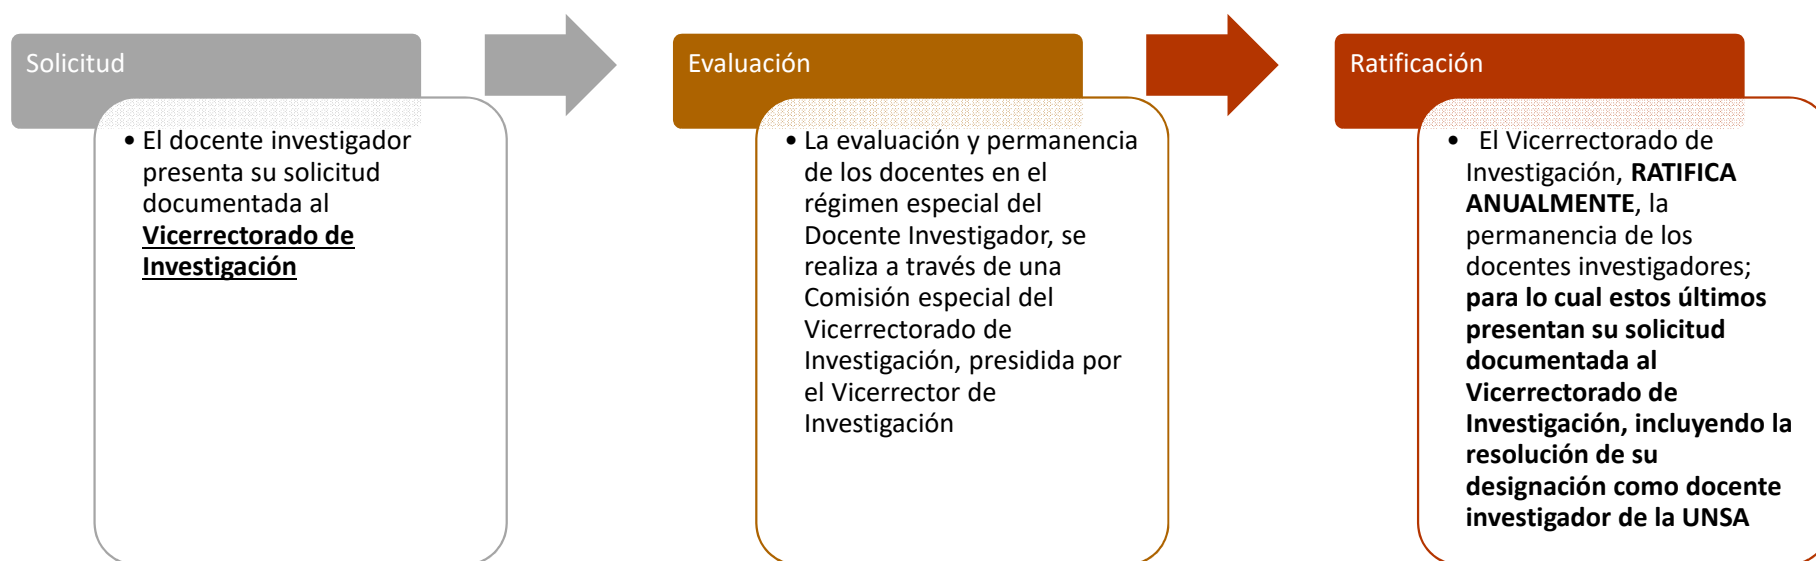 Solicitud
• El docente investigador
presenta su solicitud
documentada al
Vicerrectorado de
Investigación
Evaluación
• La evaluación y permanencia
de los docentes en el
régimen especial del
Docente Investigador, se
realiza a través de una
Comisión especial del
Vicerrectorado de
Investigación, presidida por
el Vicerrector de
Investigación
Ratificación
• El Vicerrectorado de
Investigación, RATIFICA
ANUALMENTE, la
permanencia de los
docentes investigadores;
para lo cual estos últimos
presentan su solicitud
documentada al
Vicerrectorado de
Investigación, incluyendo la
resolución de su
designación como docente
investigador de la UNSA